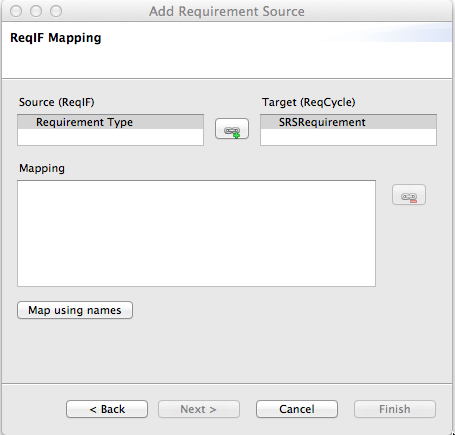 Add Requirement Source
ReqIF Mapping
Source (ReqIF)
Target (ReqCycle)
Requirement Type
SRSRequirement
Mapping
Map using names
< Back
Next >
Cancel
Finish